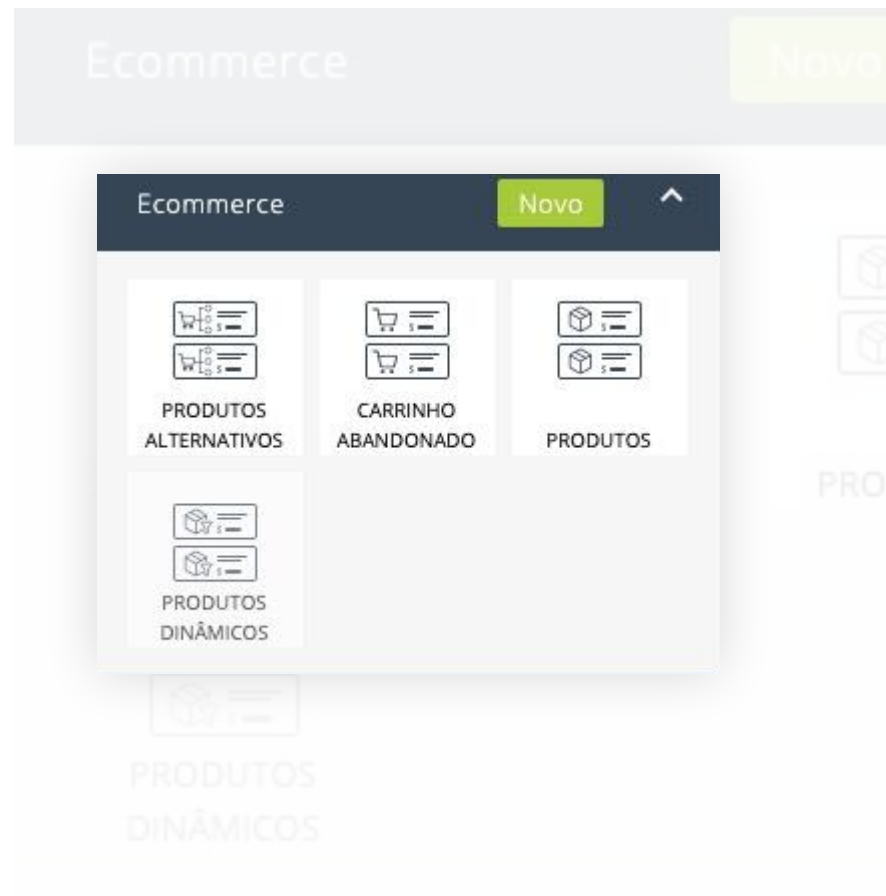 Ecommerce Novo
Ecommerce Novo
PRODUTOS ALTERNATIVOS
CARRINHO ABANDONADO
PRODUTOS
PRODUTOS
DINÂMICOS
PRO
PRODUTOS
DINÂMICOS